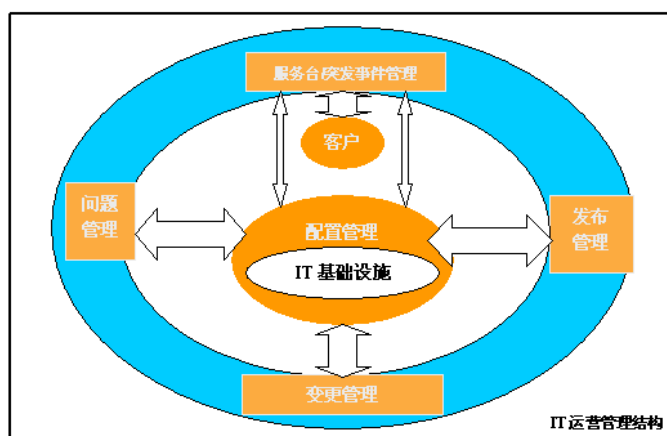 服务台/突发事件管理
客户
问题
管理
配置管理
发布
管理
IT 基础设施
变更管理
IT 运营管理结构